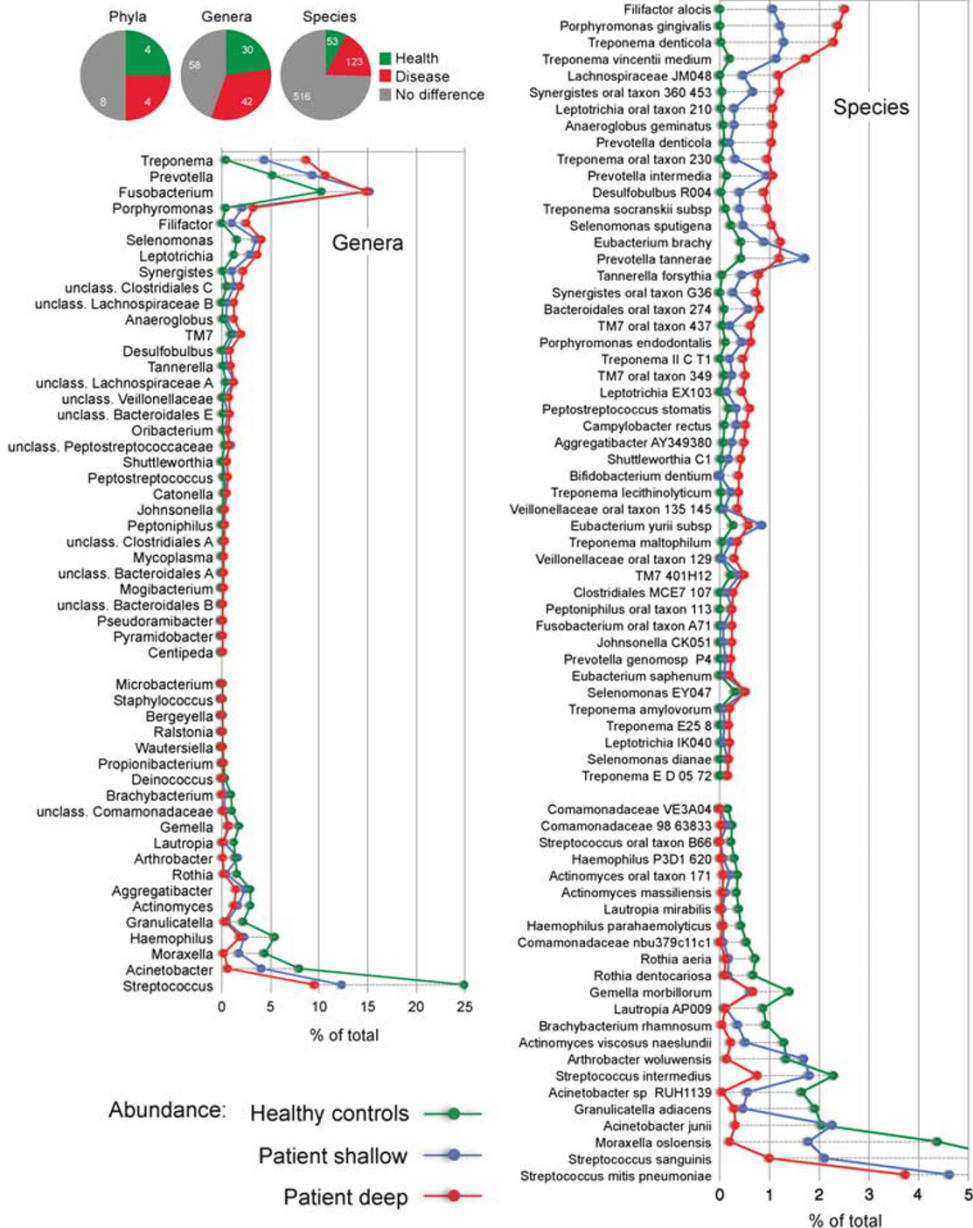 Phyla
Genera
Species
4
4
8
30
42
58
53
123
516
Health
Disease
No difference
Genera
Treponema
Prevotella
Fusobacterium
Porphyromonas
Filifactor
Selenomonas
Leptotrichia
Synergistes
unclass. Clostridiales C
unclass. Lachnospiraceae B
Anaeroglobus
TM7
Desulfobulbus
Tannerella
unclass. Lachnospiraceae A
unclass. Veillonellaceae
unclass. Bacteroidales E
Oribacterium
unclass. Peptostreptococcaceae
Shuttleworthia
Peptostreptococcus
Catonella
Johnsonella
Peptoniphilus
unclass. Clostridiales A
Mycoplasma
unclass. Bacteroidales A
Mogibacterium
unclass. Bacteroidales B
Pseudoramibacter
Pyramidobacter
Centipeda
Microbacterium
Staphylococcus
Bergeyella
Ralstonia
Wautersiella
Propionibacterium
Deinococcus
Brachybacterium
unclass. Comamonadaceae
Gemella
Lautropia
Arthrobacter
Rothia
Aggregatibacter
Actinomyces
Granulicatella
Haemophilus
Moraxella
Acinetobacter
Streptococcus
0 5 10 15 20 25
% of total
Abundance:
Healthy controls
Patient shallow
Patient deep
Species
Filifactor alocis
Porphyromonas gingivalis
Treponema denticola
Treponema vincentii medium
Lachnospiraceae JM048
Synergistes oral taxon 360 453
Leptotrichia oral taxon 210
Anaeroglobus geminatus
Prevotella denticola
Treponema oral taxon 230
Prevotella intermedia
Desulfobulbus R004
Treponema socranskii subsp
Selenomonas sputigena
Eubacterium brachy
Prevotella tannerae
Tannerella forsythia
Synergistes oral taxon G36
Bacteroidales oral taxon 274
TM7 oral taxon 437
Porphyromonas endodontalis
Treponema II C T1
TM7 oral taxon 349
Leptotrichia EX103
Peptostreptococcus stomatis
Campylobacter rectus
Aggregatibacter AY349380
Shuttleworthia C1
Bifidobacterium dentium
Treponema lecithinolyticum
Veillonellaceae oral taxon 135 145
Eubacterium yurii subsp
Treponema maltophilum
Veillonellaceae oral taxon 129
TM7 401H12
Clostridiales MCE7 107
Peptoniphilus oral taxon 113
Fusobacterium oral taxon A71
Johnsonella CK051
Prevotella genomosp P4
Eubacterium saphenum
Selenomonas EY047
Treponema amylovorum
Treponema E25 8
Leptotrichia IK040
Selenomonas dianae
Treponema E D 05 72
Comamonadaceae VE3A04
Comamonadaceae 98 63833
Streptococcus oral taxon B66
Haemophilus P3D1 620
Actinomyces oral taxon 171
Actinomyces massiliensis
Lautropia mirabilis
Haemophilus parahaemolyticus
Comamonadaceae nbu379c11c1
Rothia aeria
Rothia dentocariosa
Gemella morbillorum
Lautropia AP009
Brachybacterium rhamnosum
Actinomyces viscosus naeslundii
Arthrobacter woluwensis
Streptococcus intermedius
Acinetobacter sp RUH1139
Granulicatella adiacens
Acinetobacter junii
Moraxella osloensis
Streptococcus sanguinis
Streptococcus mitis pneumoniae
0 1 2 3 4 5
% of total